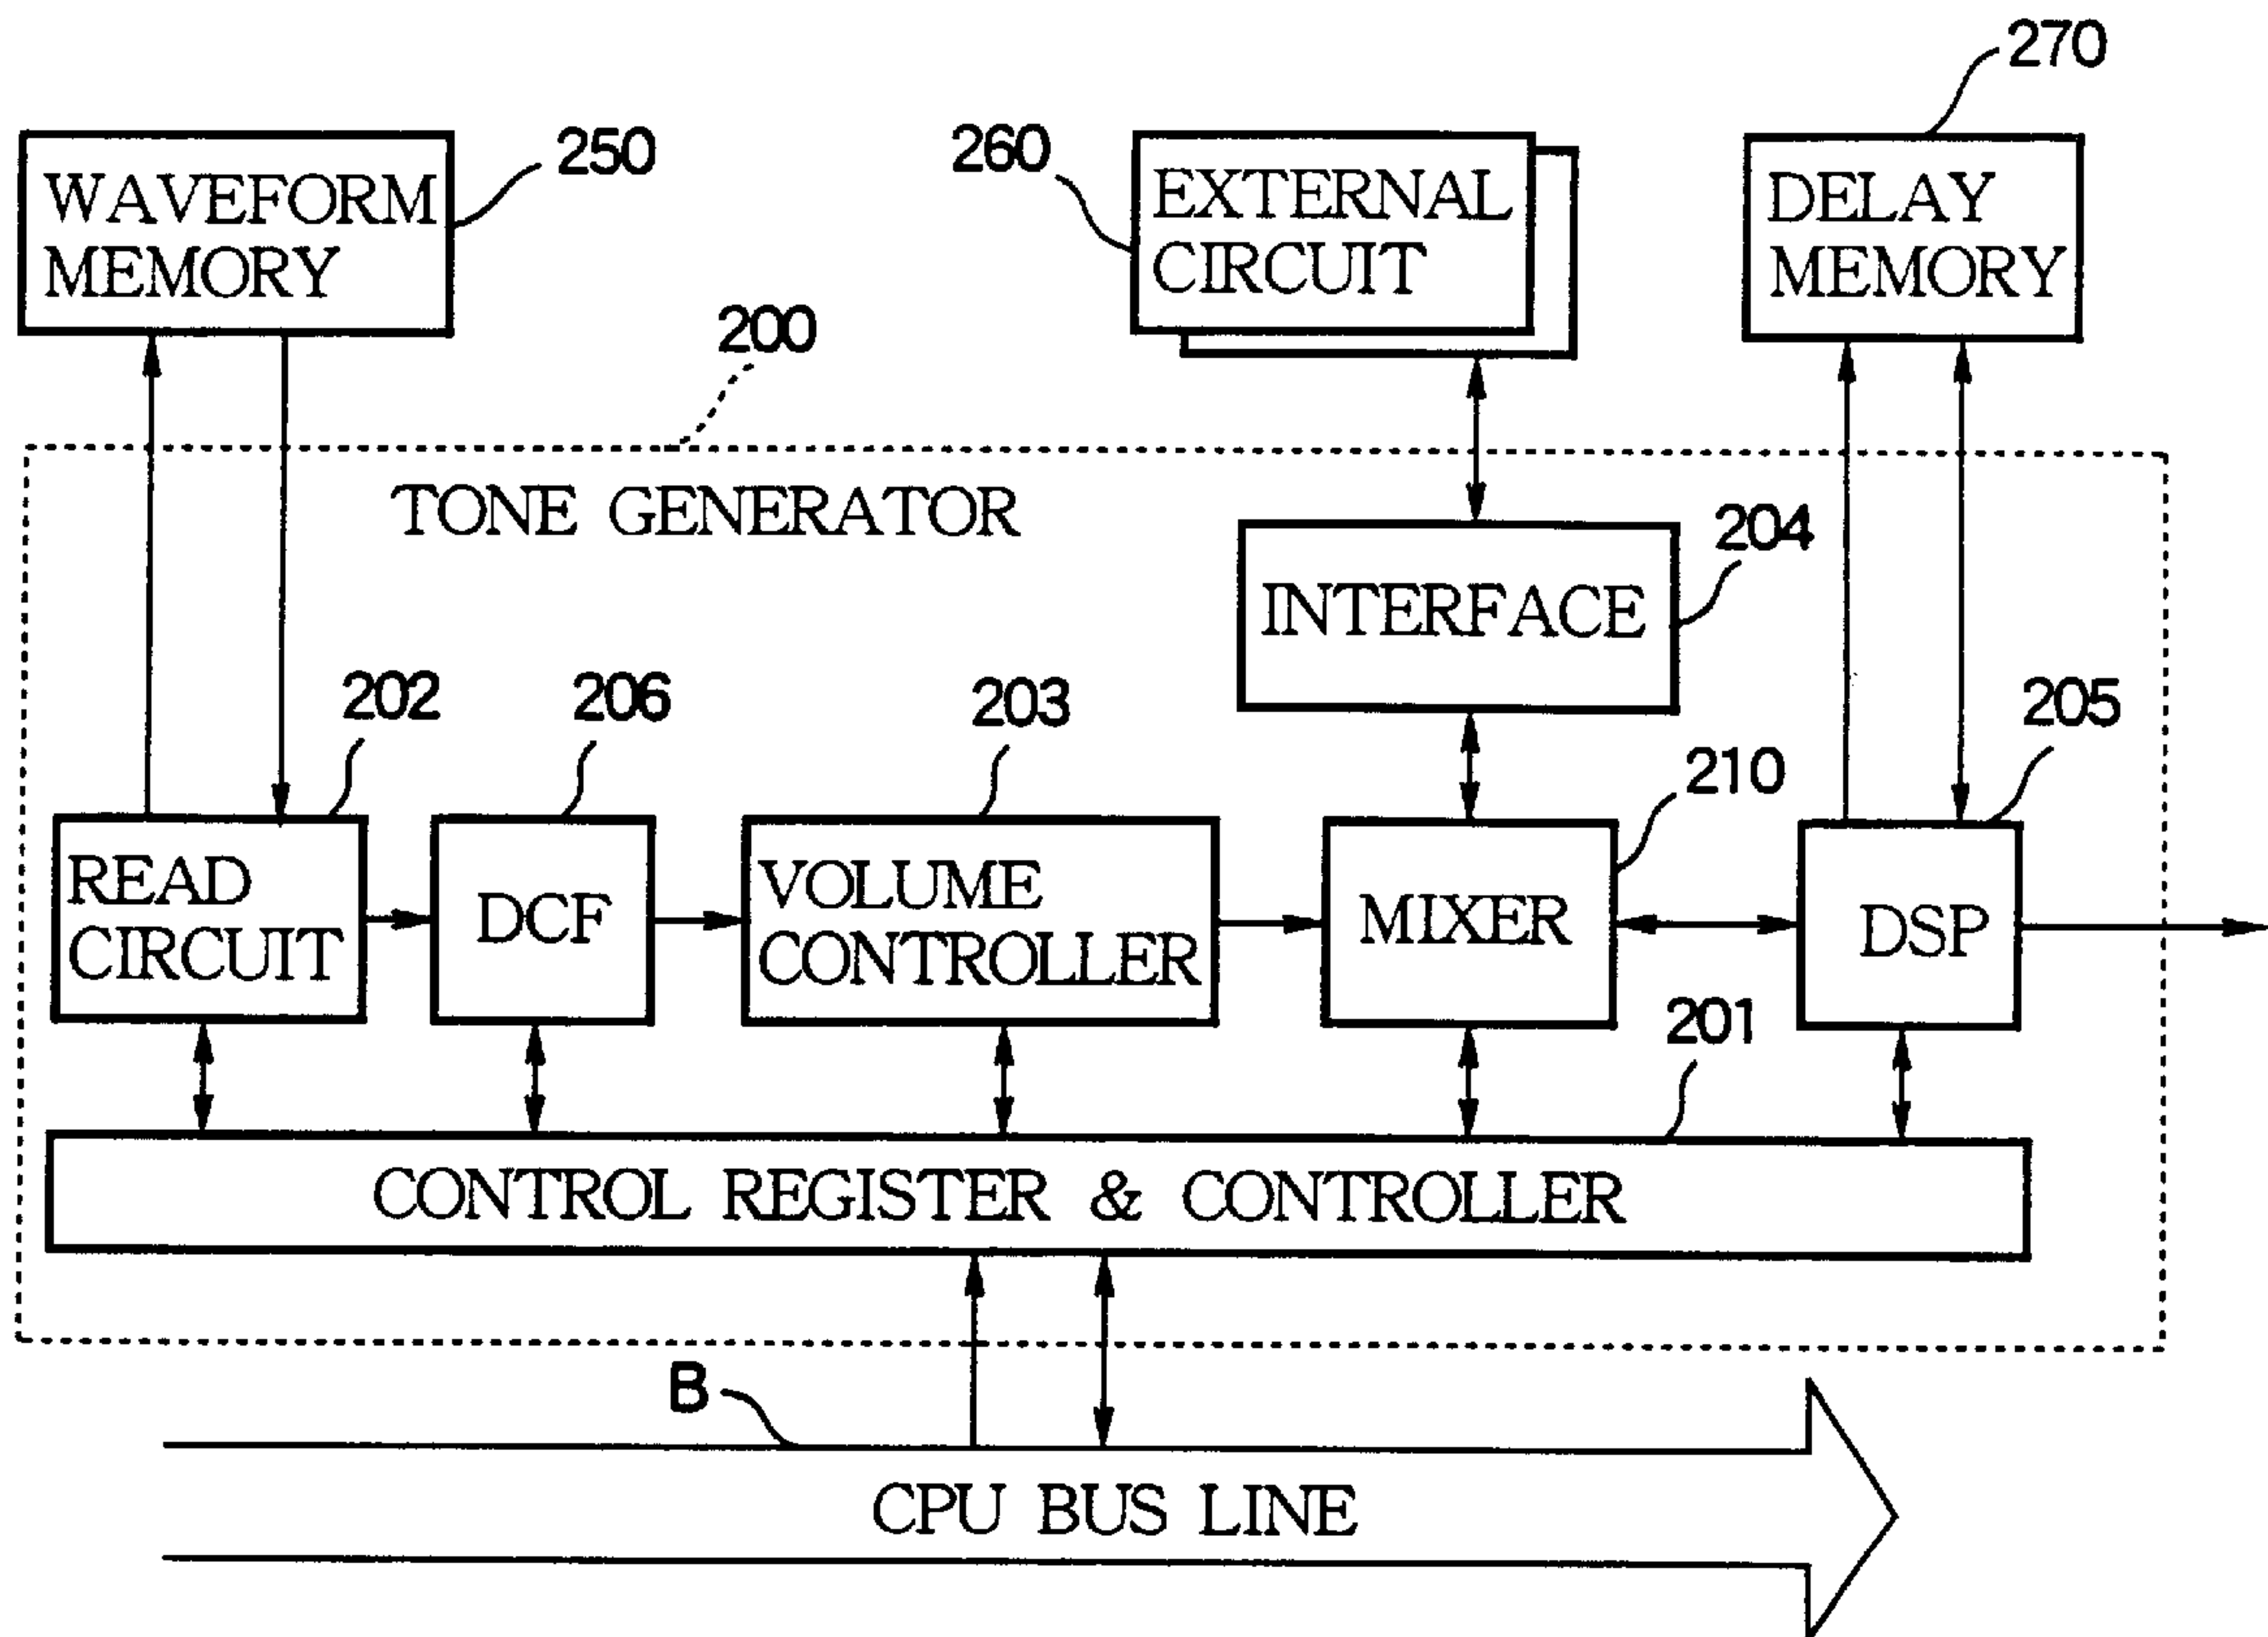 270
250
260
WAVEFORM
MEMORY
EXTERNAL
CIRCUIT
DELAY
MEMORY
200
TONE GENERATOR
204
INTERFACE
202
206
203
205
210
READ
CIRCUIT
DCF
VOLUME
CONTROLLER
MIXER
DSP
201
CONTROL REGISTER & CONTROLLER
B
CPU BUS LINE